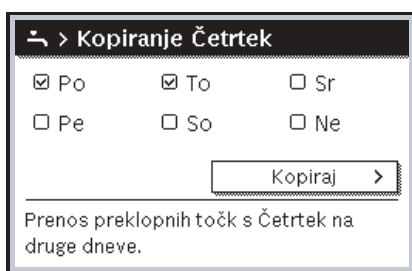 > Kopiranje Četrtek
Po To Sr
Pe So Ne
Kopiraj >
Prenos preklopnih točk s Četrtek na
druge dneve.